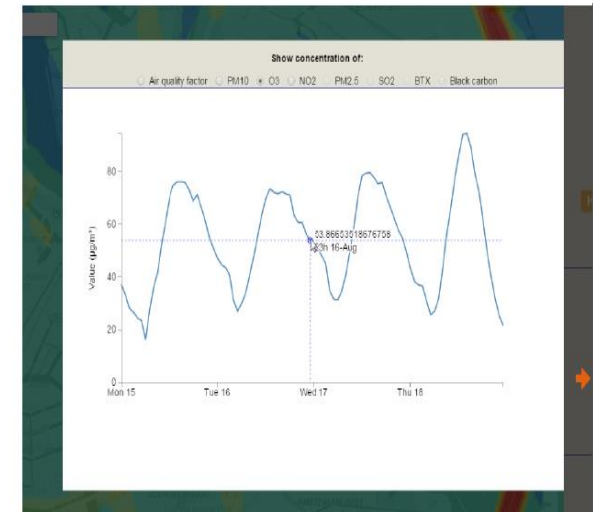 Show concentration of:
Air quality factor PM10 O3 NO2 PM2.5 SO2 BTX Black carbon
Value (µg/m³)
80
60
53.86653518676758
23h 16-Aug
40
20
0
Mon 15 Tue 16 Wed 17 Thu 18